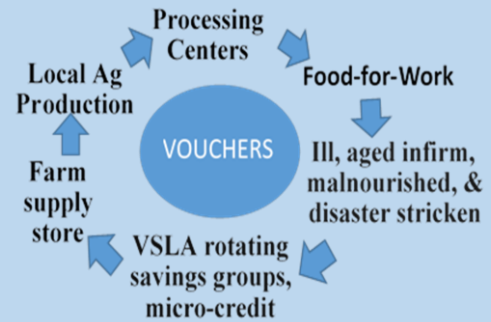 Processing
Centers
Food-for-Work
Ill, aged infirm,
malnourished, &
disaster stricken
VSLA rotating
savings groups,
micro-credit
Farm
supply
store
Local Ag
Production
VOUCHERS